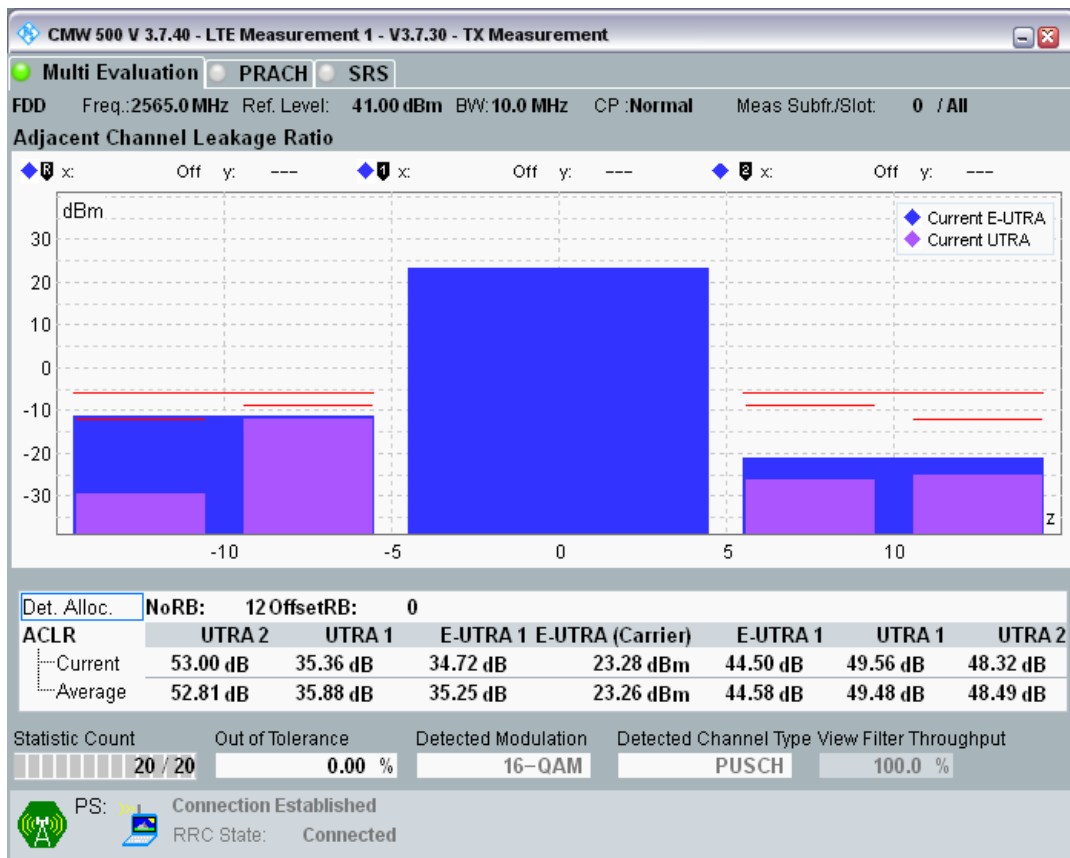 CMW 500 V 3.7.40 - LTE Measurement 1 - V3.7.30 - TX Measurement
Multi Evaluation PRACH SRS
FDD Freq.:2565.0 MHz Ref. Level: 41.00 dBm BW:10.0 MHz CP :Normal Meas Subfr./Slot: 0 / All
Adjacent Channel Leakage Ratio
R x: Off y: --- 1 x: Off y: --- 2 x: Off y: ---
dBm
Current E-UTRA
Current UTRA
30
20
10
0
-10
-20
-30
z
-10 -5 0 5 10
Det. Alloc. NoRB: 12 OffsetRB: 0
ACLR UTRA 2 UTRA 1 E-UTRA 1 E-UTRA (Carrier) E-UTRA 1 UTRA 1 UTRA 2
Current 53.00 dB 35.36 dB 34.72 dB 23.28 dBm 44.50 dB 49.56 dB 48.32 dB
Average 52.81 dB 35.88 dB 35.25 dB 23.26 dBm 44.58 dB 49.48 dB 48.49 dB
Statistic Count Out of Tolerance Detected Modulation Detected Channel Type View Filter Throughput
20 / 20 0.00 % 16-QAM PUSCH 100.0 %
PS: Connection Established
RRC State: Connected